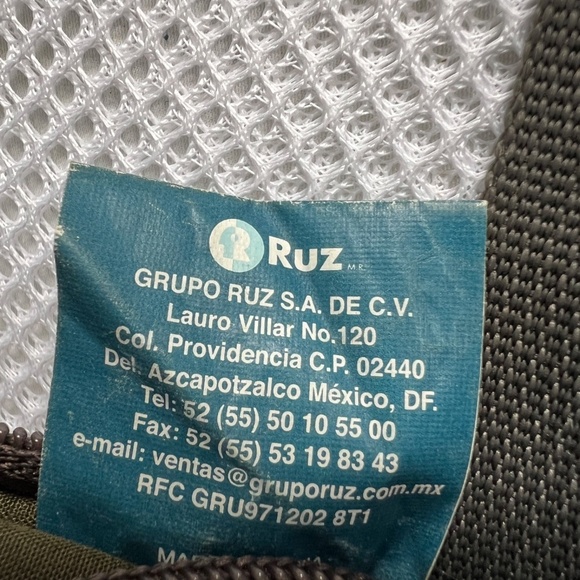 Ruz M.R.
GRUPO RUZ S.A. DE C.V.
Lauro Villar No.120
Col. Providencia C.P. 02440
Del. Azcapotzalco México, DF.
Tel: 52 (55) 50 10 55 00
Fax: 52 (55) 53 19 83 43
e-mail: ventas@gruporuz.com.mx
RFC GRU971202 8T1